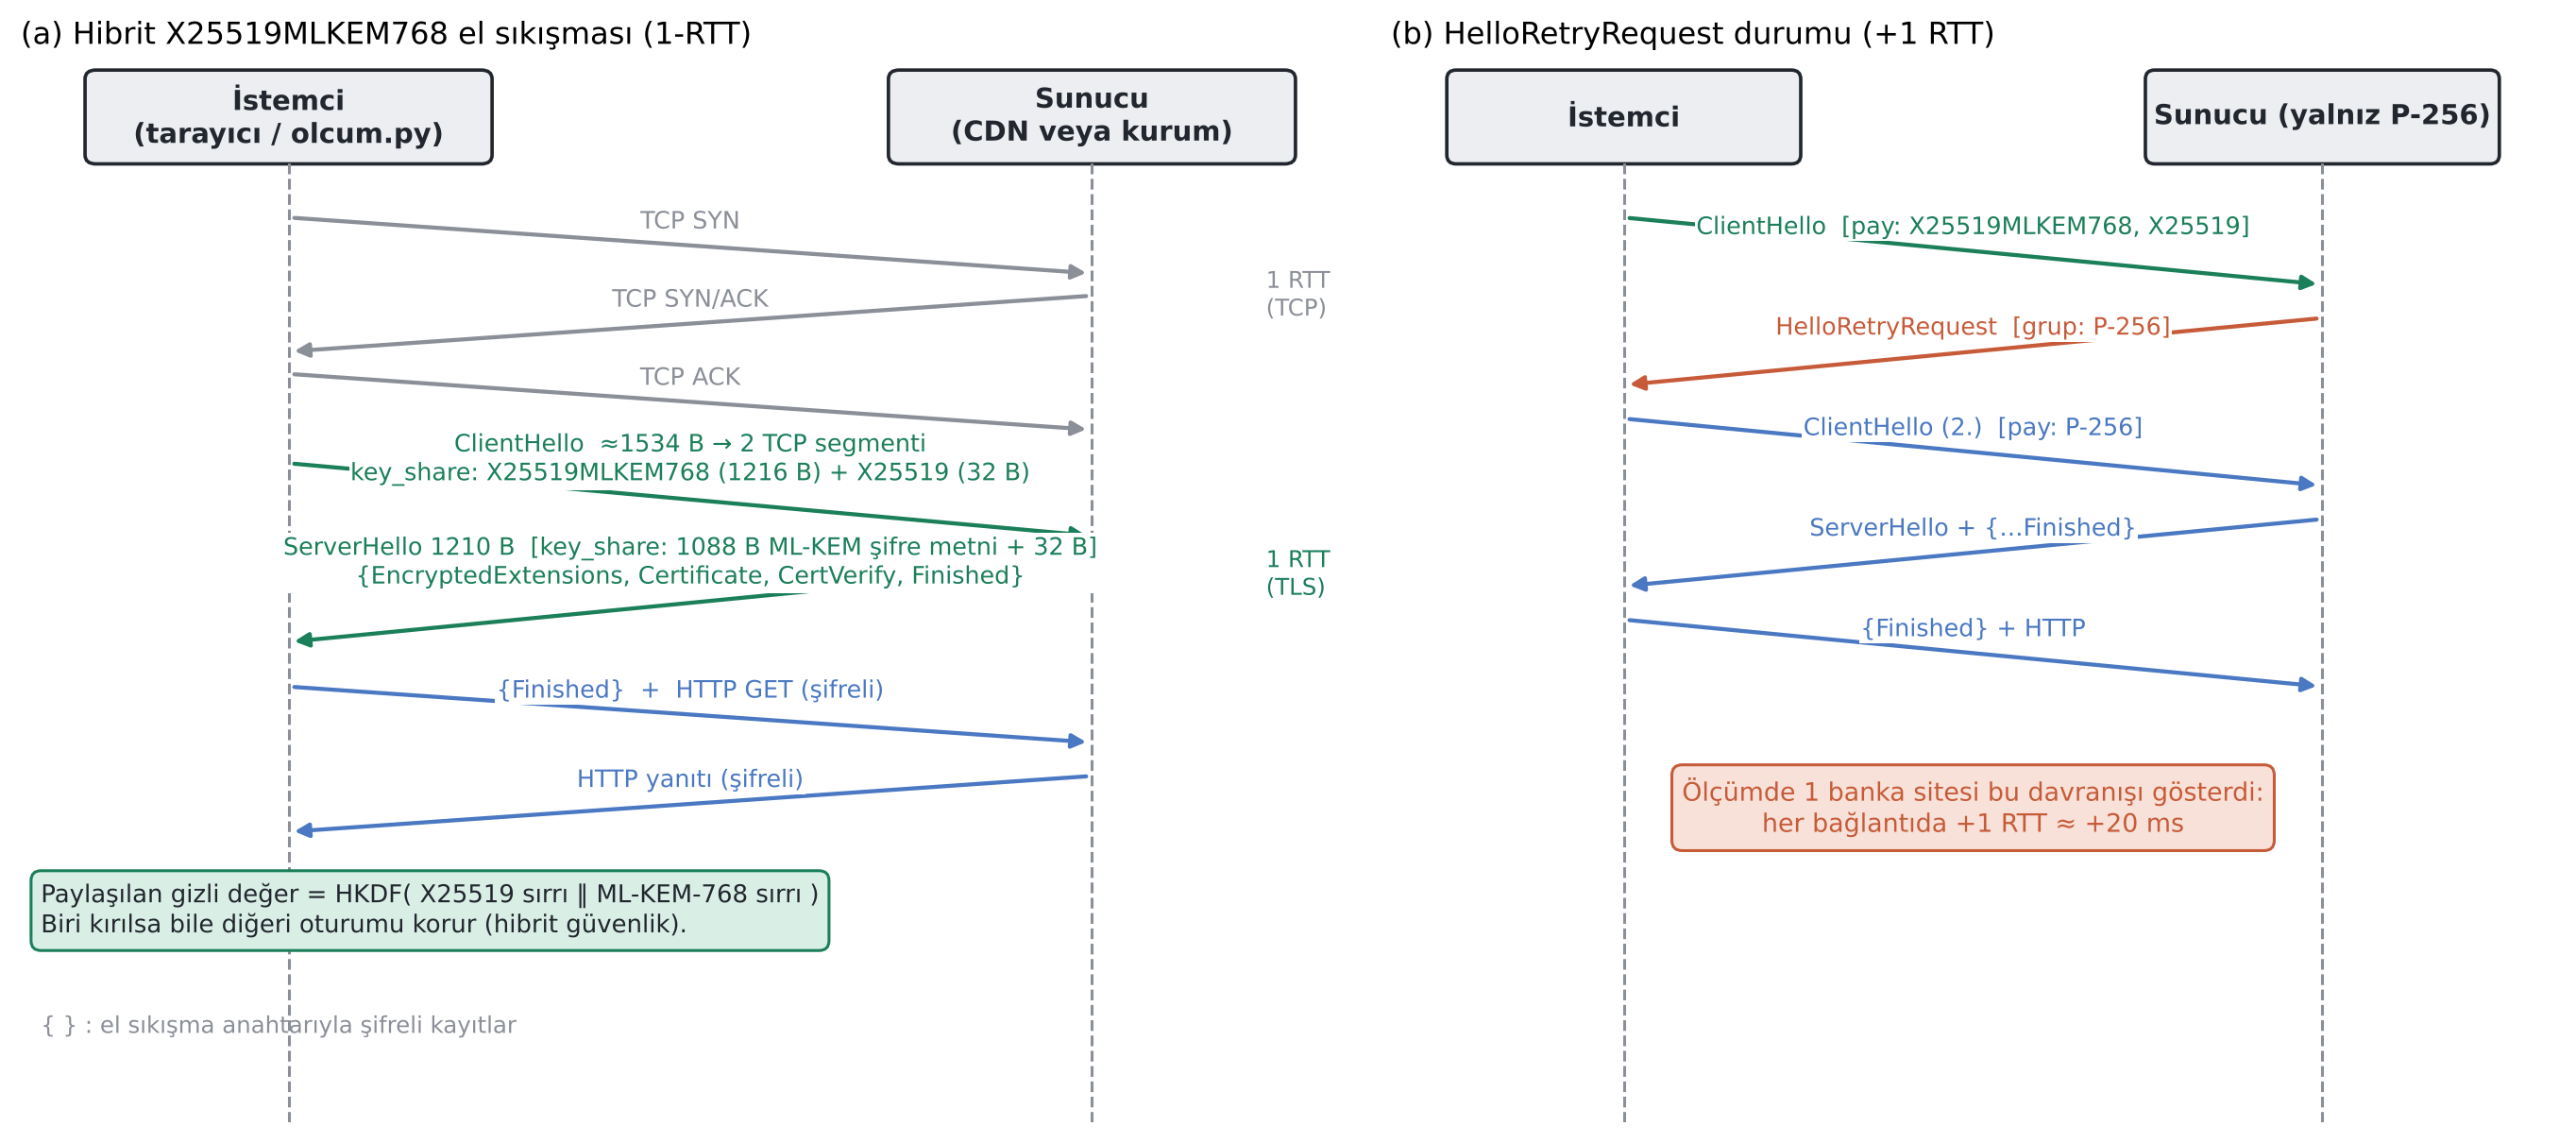 (a) Hibrit X25519MLKEM768 el sıkışması (1-RTT)
İstemci
(tarayıcı / olcum.py)
Sunucu
(CDN veya kurum)
TCP SYN
TCP SYN/ACK
1 RTT
(TCP)
TCP ACK
ClientHello ≈1534 B → 2 TCP segmenti
key_share: X25519MLKEM768 (1216 B) + X25519 (32 B)
ServerHello 1210 B [key_share: 1088 B ML-KEM şifre metni + 32 B]
{EncryptedExtensions, Certificate, CertVerify, Finished}
1 RTT
(TLS)
{Finished} + HTTP GET (şifreli)
HTTP yanıtı (şifreli)
Paylaşılan gizli değer = HKDF( X25519 sırrı ∥ ML-KEM-768 sırrı )
Biri kırılsa bile diğeri oturumu korur (hibrit güvenlik).
{ } : el sıkışma anahtarıyla şifreli kayıtlar
(b) HelloRetryRequest durumu (+1 RTT)
İstemci
Sunucu (yalnız P-256)
ClientHello [pay: X25519MLKEM768, X25519]
HelloRetryRequest [grup: P-256]
ClientHello (2.) [pay: P-256]
ServerHello + {…Finished}
{Finished} + HTTP
Ölçümde 1 banka sitesi bu davranışı gösterdi:
her bağlantıda +1 RTT ≈ +20 ms